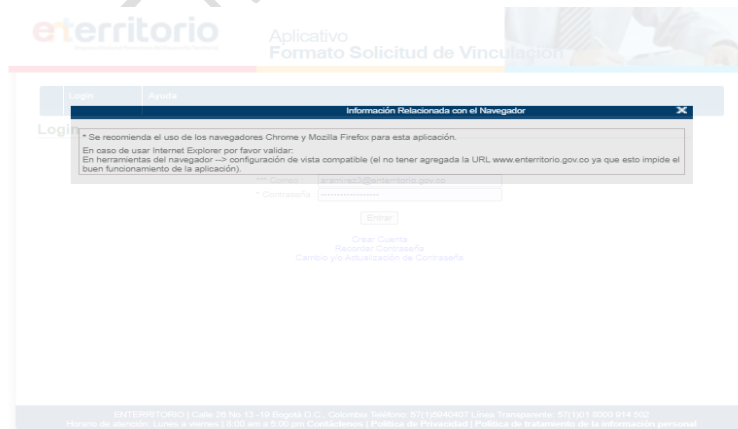 eterritorio
Aplicativo
Formato Solicitud de Vinculación
Login Ayuda
Información Relacionada con el Navegador X
Login
* Se recomienda el uso de los navegadores Chrome y Mozilla Firefox para esta aplicación.
En caso de usar Internet Explorer por favor validar:
En herramientas del navegador --> configuración de vista compatible (el no tener agregada la URL www.enterritorio.gov.co ya que esto impide el
buen funcionamiento de la aplicación).
* Contraseña
Entrar
Crear Cuenta
Recordar Contraseña
Cambio y/o Actualización de Contraseña
ENTERRITORIO | Calle 26 No 13 -19 Bogotá D.C., Colombia Teléfono: 57(1)5940407 Línea Transparente: 57(1)01 8000 914 502
Horario de atención: Lunes a viernes | 8:00 am a 5:00 pm Contáctenos | Política de Privacidad | Política de tratamiento de la información personal